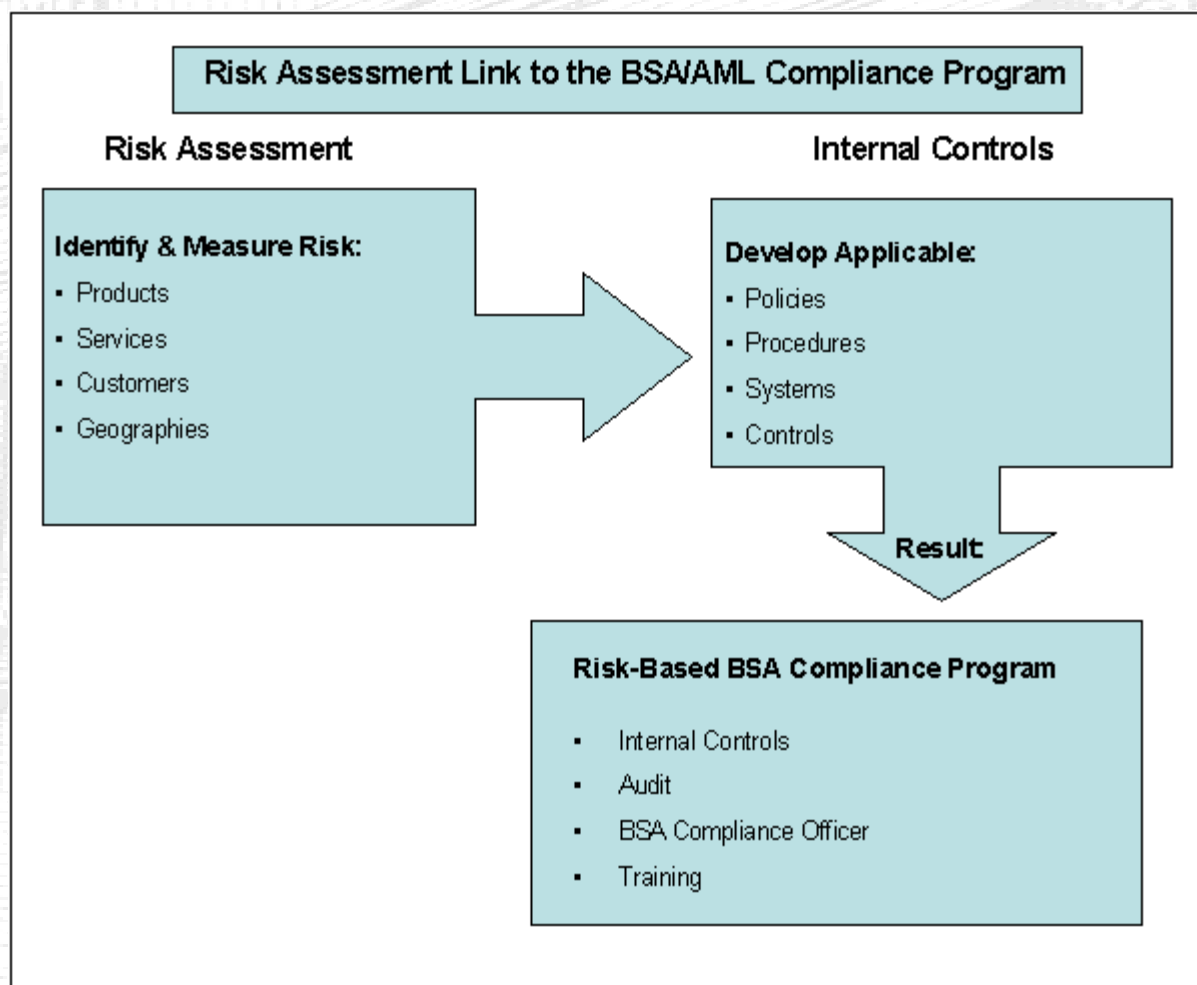 Risk Assessment Link to the BSA/AML Compliance Program
Risk Assessment
Identify & Measure Risk:
▪ Products
▪ Services
▪ Customers
▪ Geographies
Internal Controls
Develop Applicable:
▪ Policies
▪ Procedures
▪ Systems
▪ Controls
Result:
Risk-Based BSA Compliance Program
▪ Internal Controls
▪ Audit
▪ BSA Compliance Officer
▪ Training